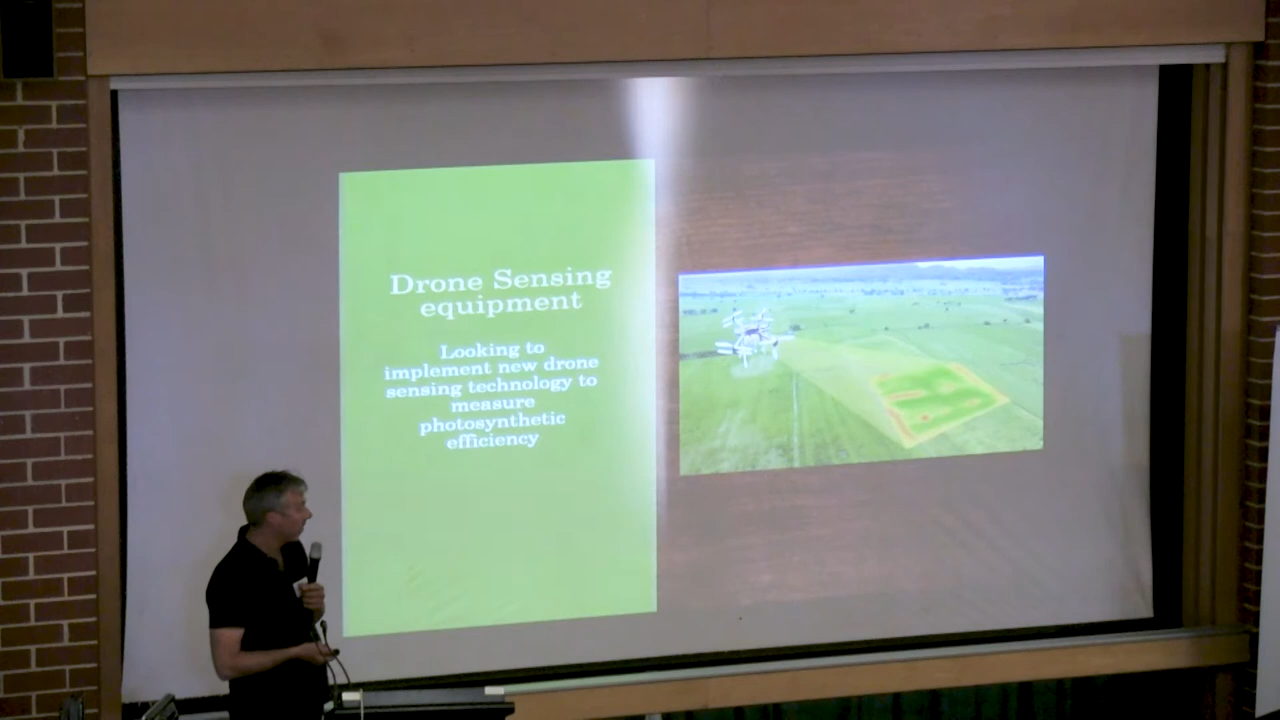 Drone Sensing
equipment
Looking to
implement new drone
sensing technology to
measure
photosynthetic
efficiency